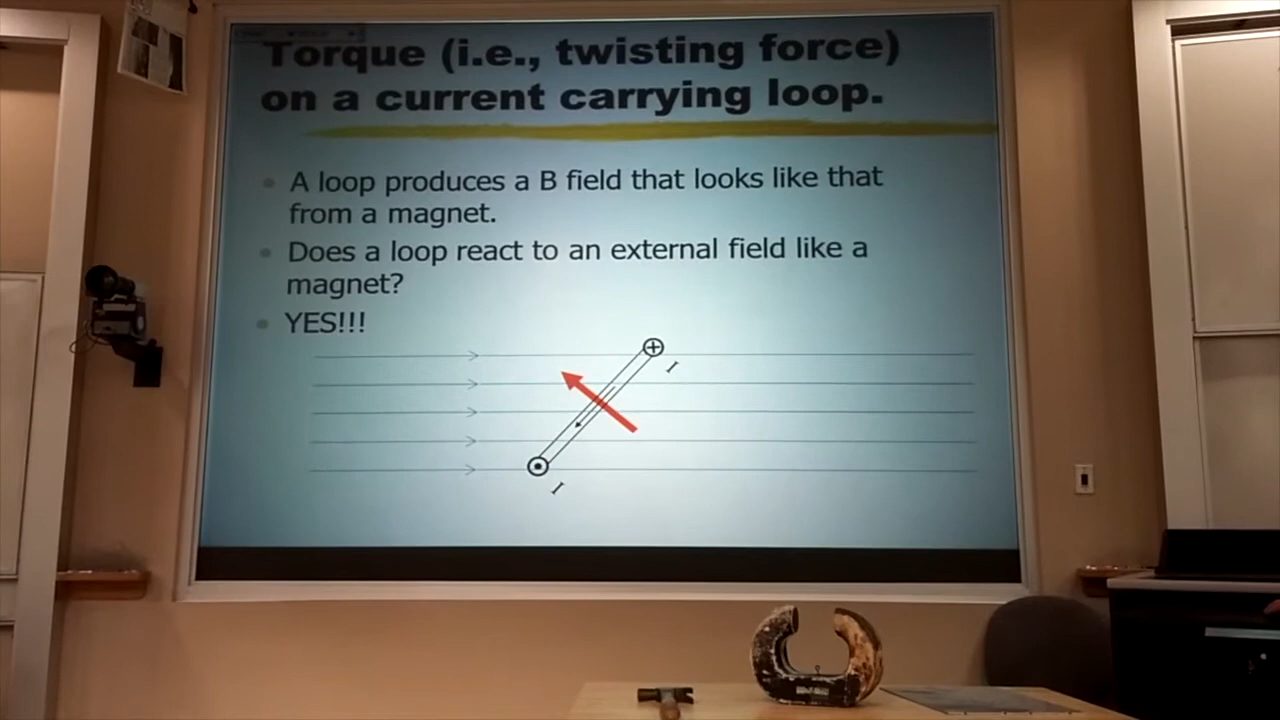 Torque (i.e., twisting force)
on a current carrying loop.
A loop produces a B field that looks like that
from a magnet.
Does a loop react to an external field like a
magnet?
YES!!!
I
I